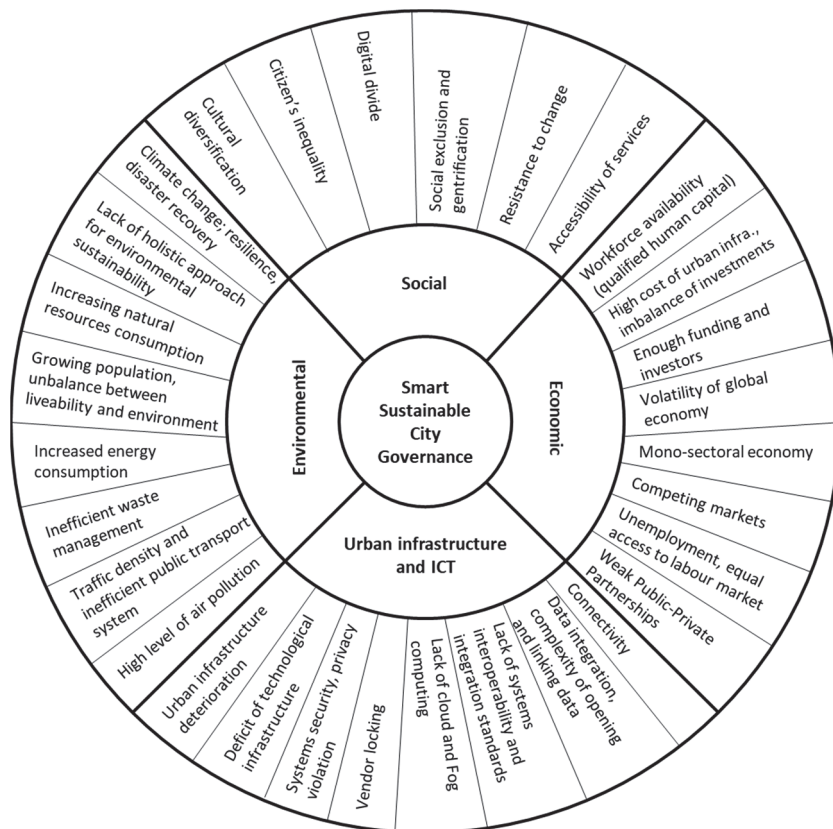 Smart
Sustainable
City
Governance
Social
Economic
Urban infrastructure
and ICT
Environmental
Cultural
diversification
Citizen's inequality
Digital divide
Social exclusion and
gentrification
Resistance to change
Accessibility of services
Workforce availability
(qualified human capital)
High cost of urban infra.,
imbalance of investments
Enough funding and
investors
Volatility of global
economy
Mono-sectoral economy
Competing markets
Unemployment, equal
access to labour market
Weak Public-Private
Partnerships
Connectivity
Data integration,
complexity of opening
and linking data
Lack of systems
interoperability and
integration standards
Lack of cloud and Fog
computing
Vendor locking
Systems security, privacy
violation
Deficit of technological
infrastructure
Urban infrastructure
deterioration
High level of air pollution
Traffic density and
inefficient public transport
system
Inefficient waste
management
Increased energy
consumption
Growing population,
unbalance between
liveability and environment
Increasing natural
resources consumption
Lack of holistic approach
for environmental
sustainability
Climate change; resilience,
disaster recovery